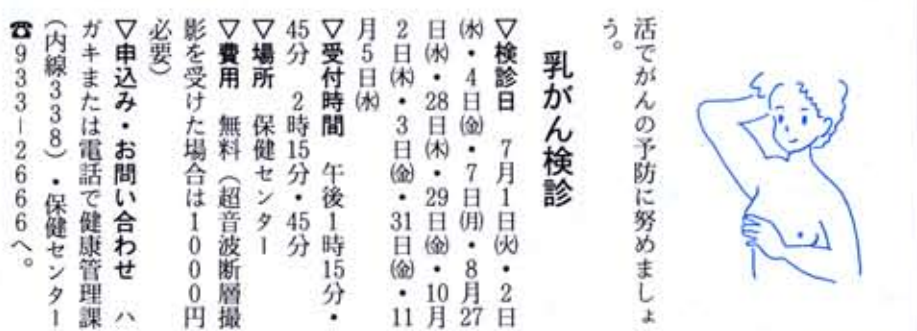 活でがんの予防に努めましょ
う。
乳がん検診
▽検診日　7月1日㈫・2日
㈬・4日㈮・7日㈪・8月27
日㈬・28日㈭・29日㈮・10月
2日㈭・3日㈮・31日㈮・11
月5日㈬
▽受付時間　午後1時15分・
45分　2時15分・45分
▽場所　保健センター
▽費用　無料（超音波断層撮
影を受けた場合は1000円
必要）
▽申込み・お問い合わせ　ハ
ガキまたは電話で健康管理課
（内線338）・保健センター
☎933－2666へ。